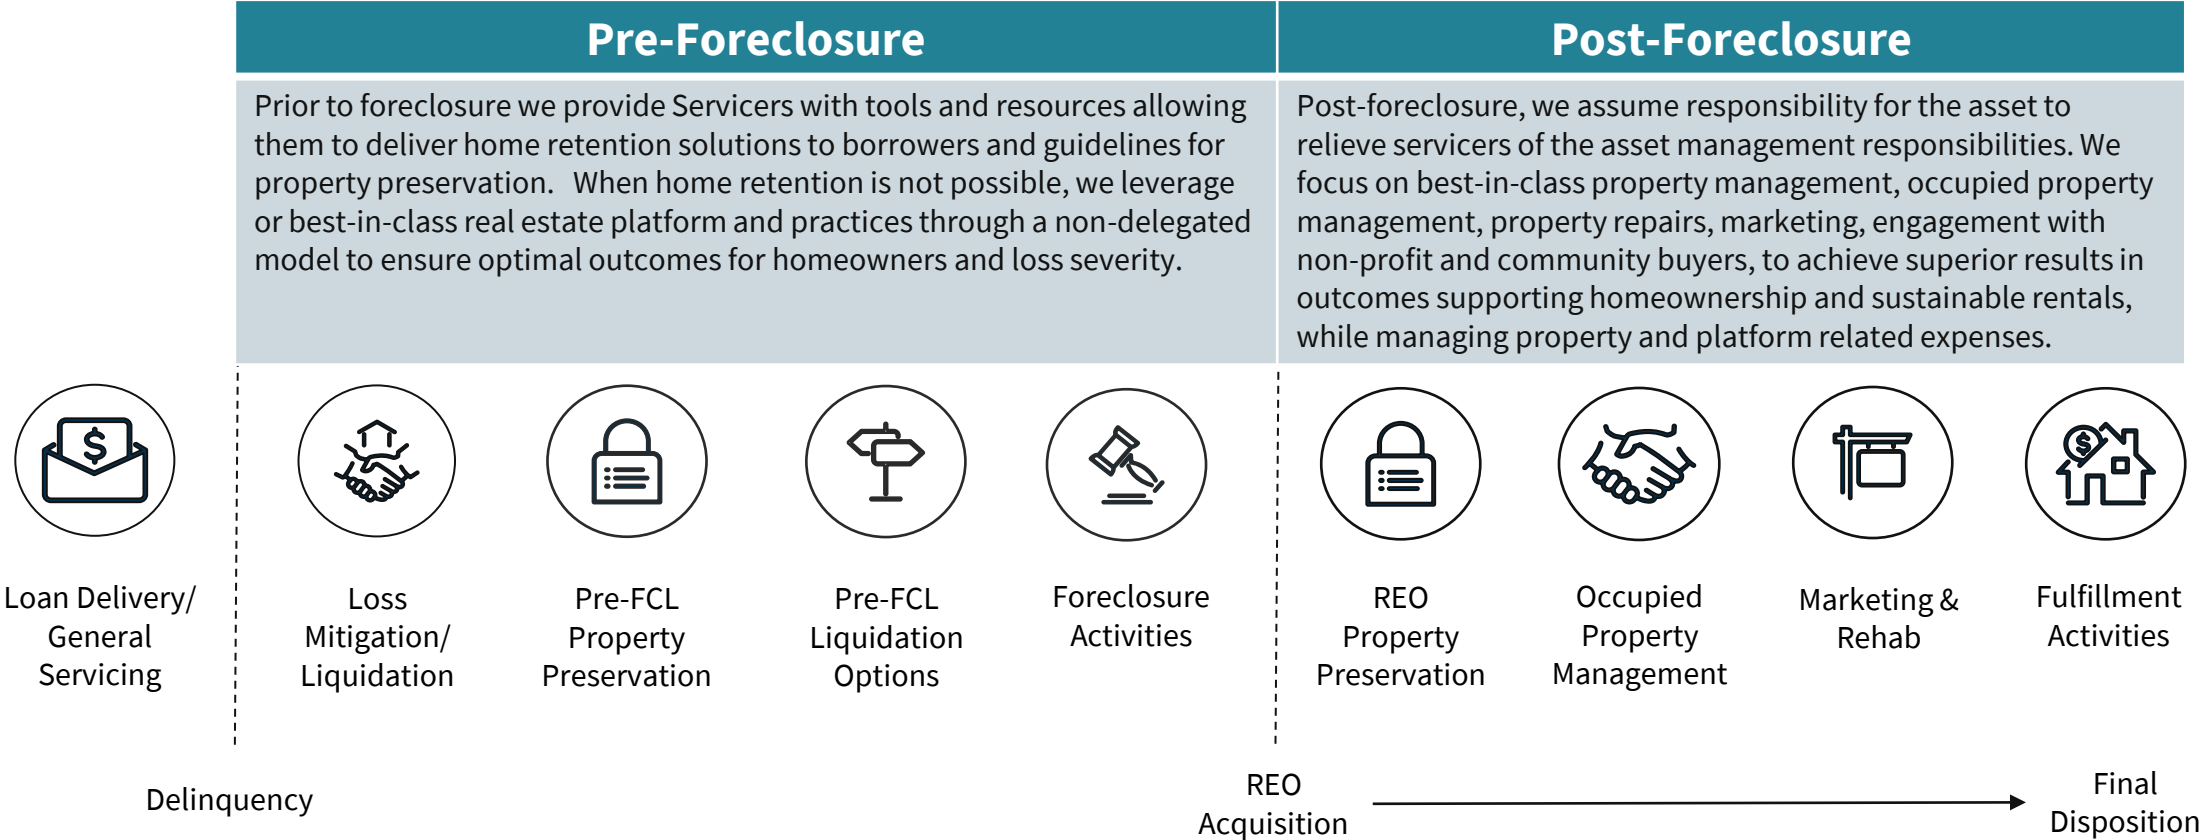 Pre-Foreclosure
Post-Foreclosure
Prior to foreclosure we provide Servicers with tools and resources allowing
them to deliver home retention solutions to borrowers and guidelines for
property preservation.   When home retention is not possible, we leverage
or best-in-class real estate platform and practices through a non-delegated
model to ensure optimal outcomes for homeowners and loss severity.
Post-foreclosure, we assume responsibility for the asset to
relieve servicers of the asset management responsibilities. We
focus on best-in-class property management, occupied property
management, property repairs, marketing, engagement with
non-profit and community buyers, to achieve superior results in
outcomes supporting homeownership and sustainable rentals,
while managing property and platform related expenses.
$
$
Loan Delivery/
General
Servicing
Loss
Mitigation/
Liquidation
Pre-FCL
Property
Preservation
Pre-FCL
Liquidation
Options
Foreclosure
Activities
REO
Property
Preservation
Occupied
Property
Management
Marketing &
Rehab
Fulfillment
Activities
Delinquency
REO
Acquisition
Final
Disposition